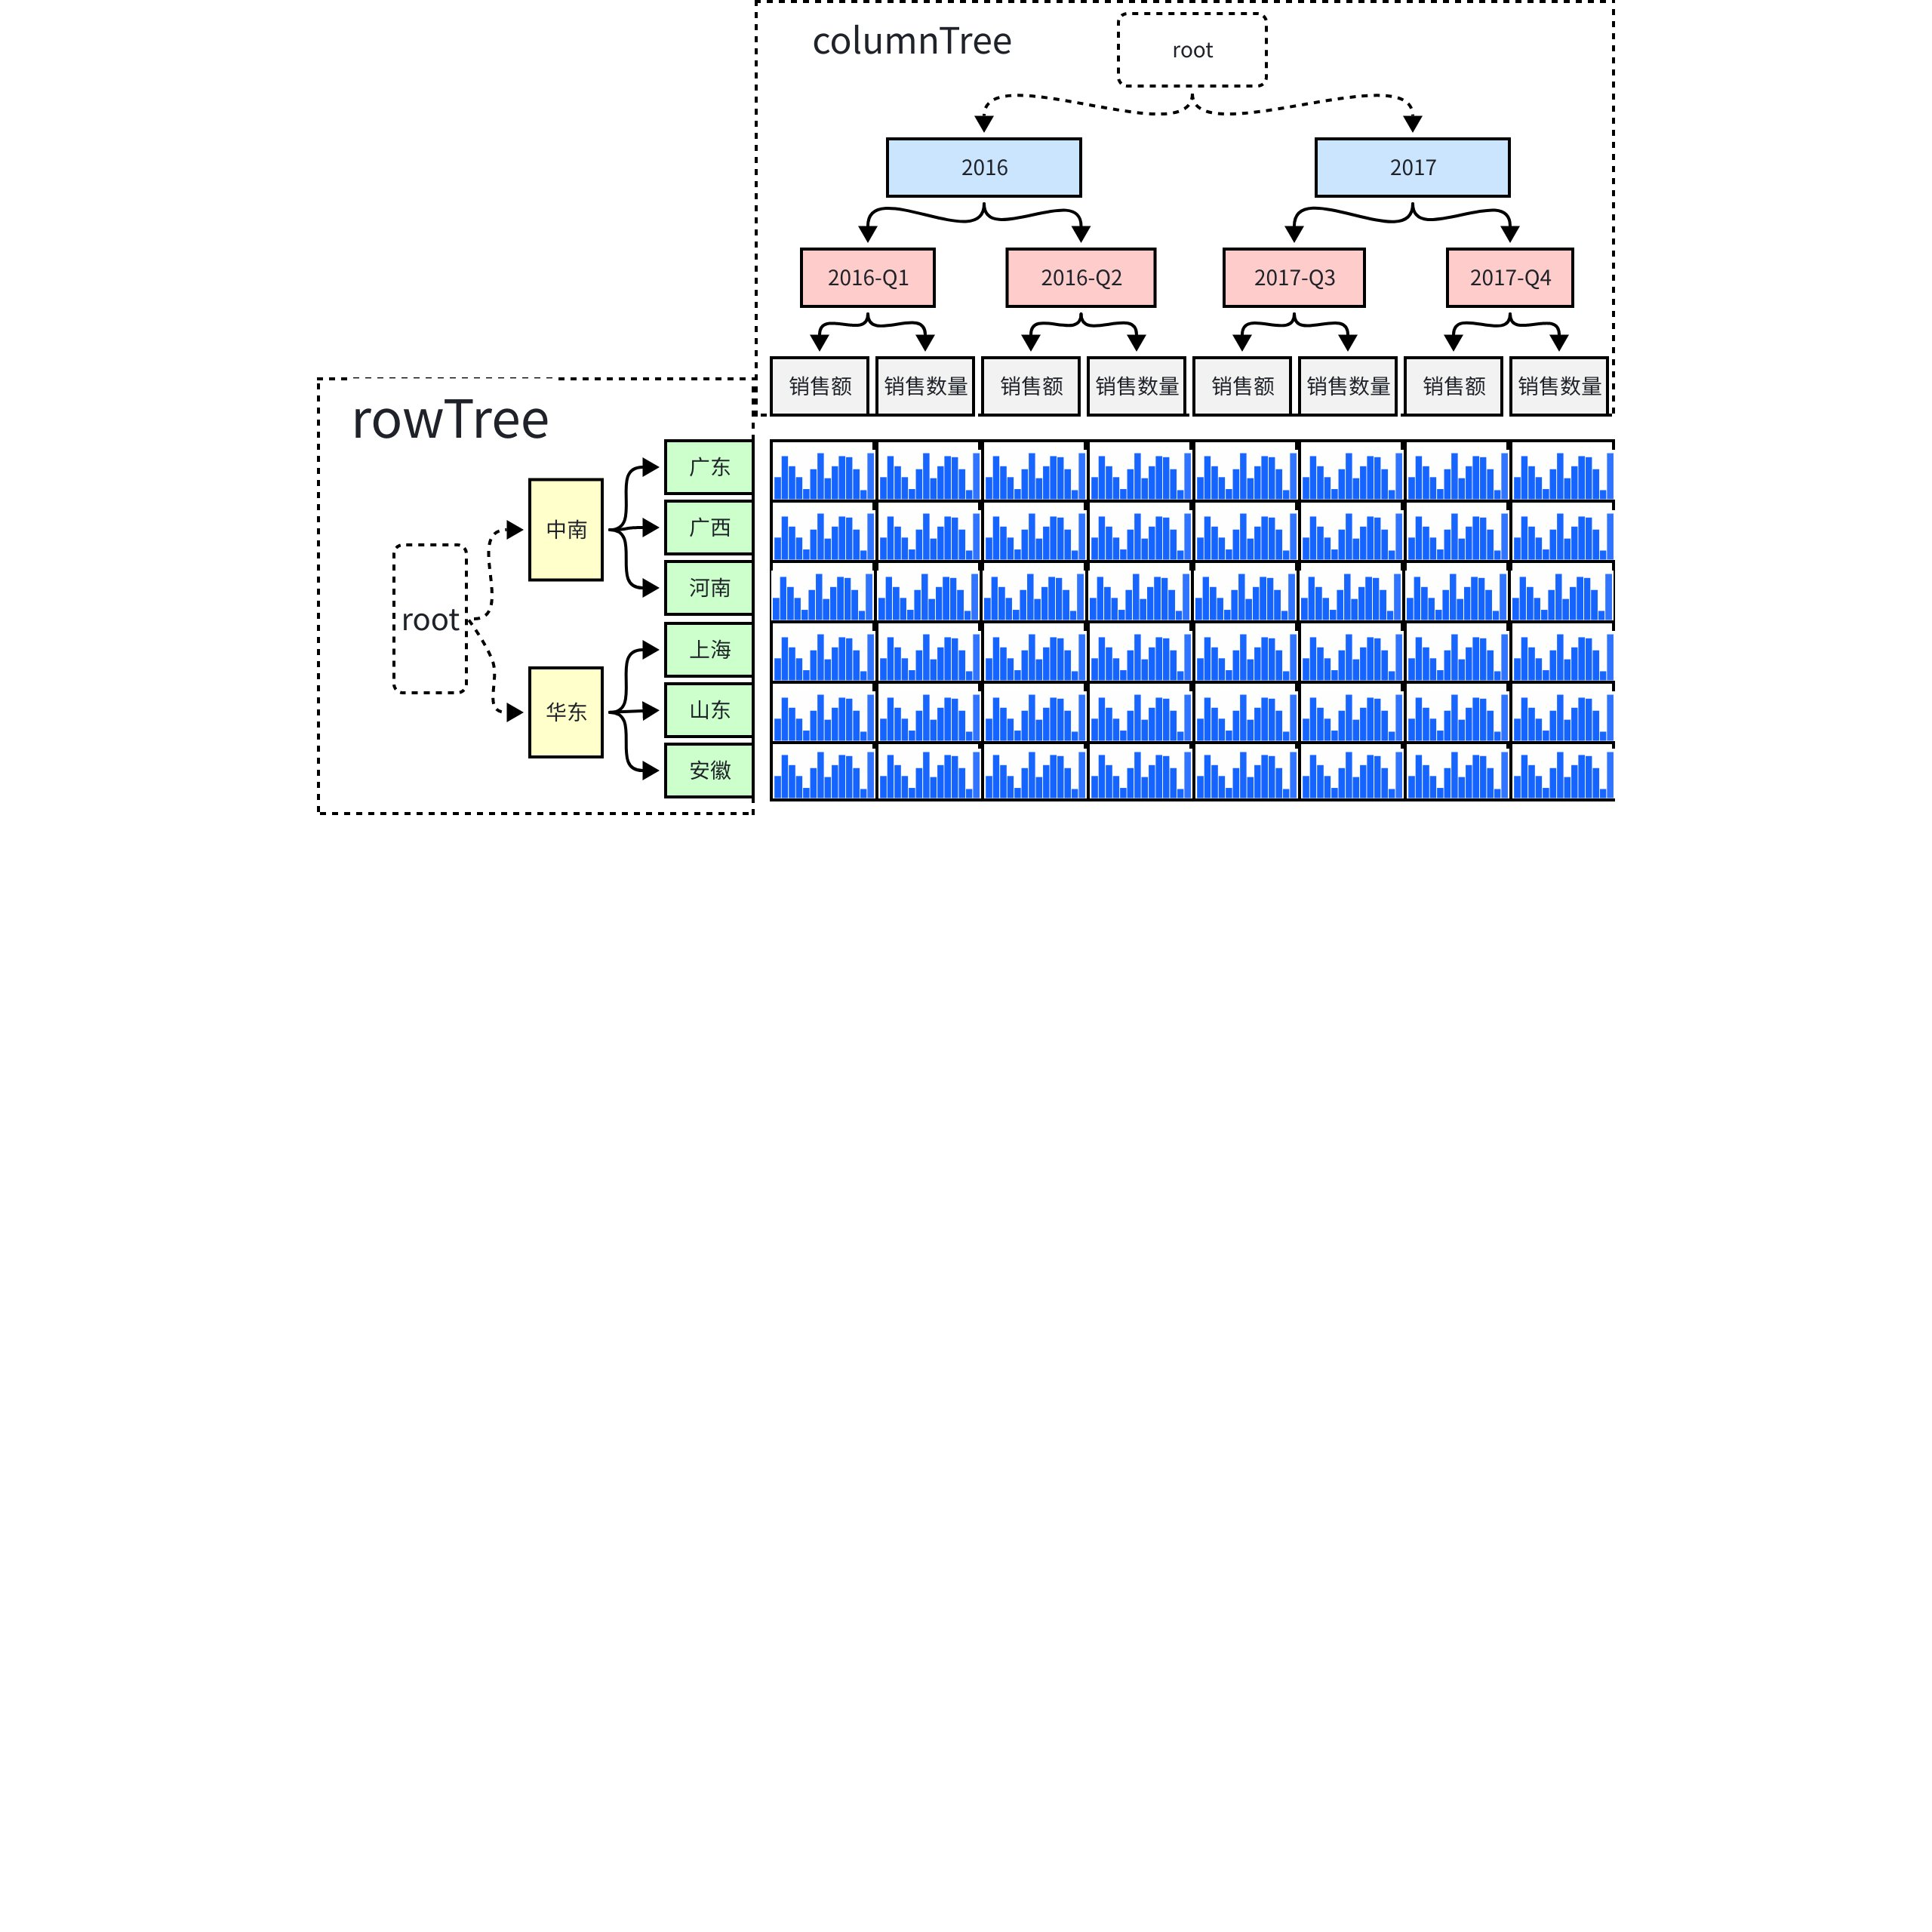 columnTree
root
2016
2017
2016-Q1
2016-Q2
2017-Q3
2017-Q4
销售额
销售数量
销售额
销售数量
销售额
销售数量
销售额
销售数量
rowTree
root
中南
华东
广东
广西
河南
上海
山东
安徽